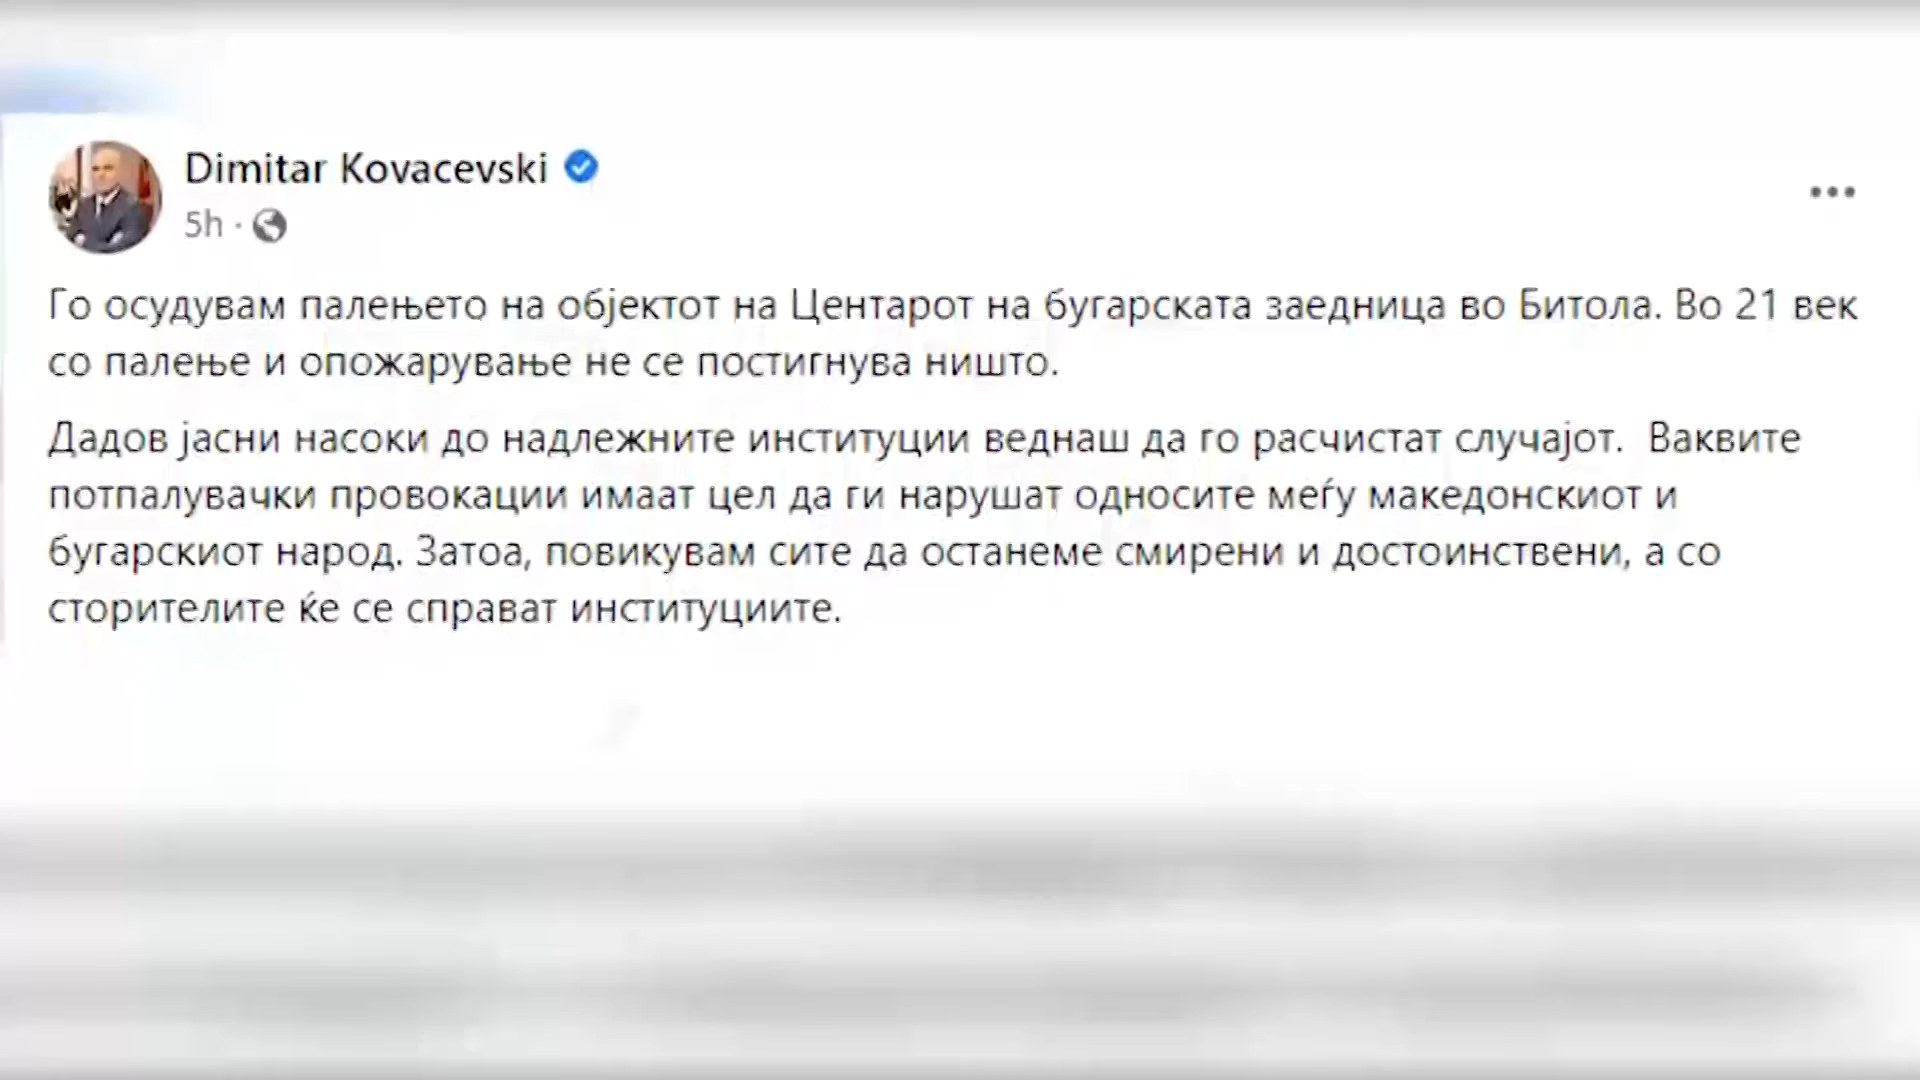 Dimitar Kovacevski
5h ·
Го осудувам палењето на објектот на Центарот на бугарската заедница во Битола. Во 21 век
со палење и опожарување не се постигнува ништо.
Дадов јасни насоки до надлежните институции веднаш да го расчистат случајот.  Ваквите
потпалувачки провокации имаат цел да ги нарушат односите меѓу македонскиот и
бугарскиот народ. Затоа, повикувам сите да останеме смирени и достоинствени, а со
сторителите ќе се справат институциите.